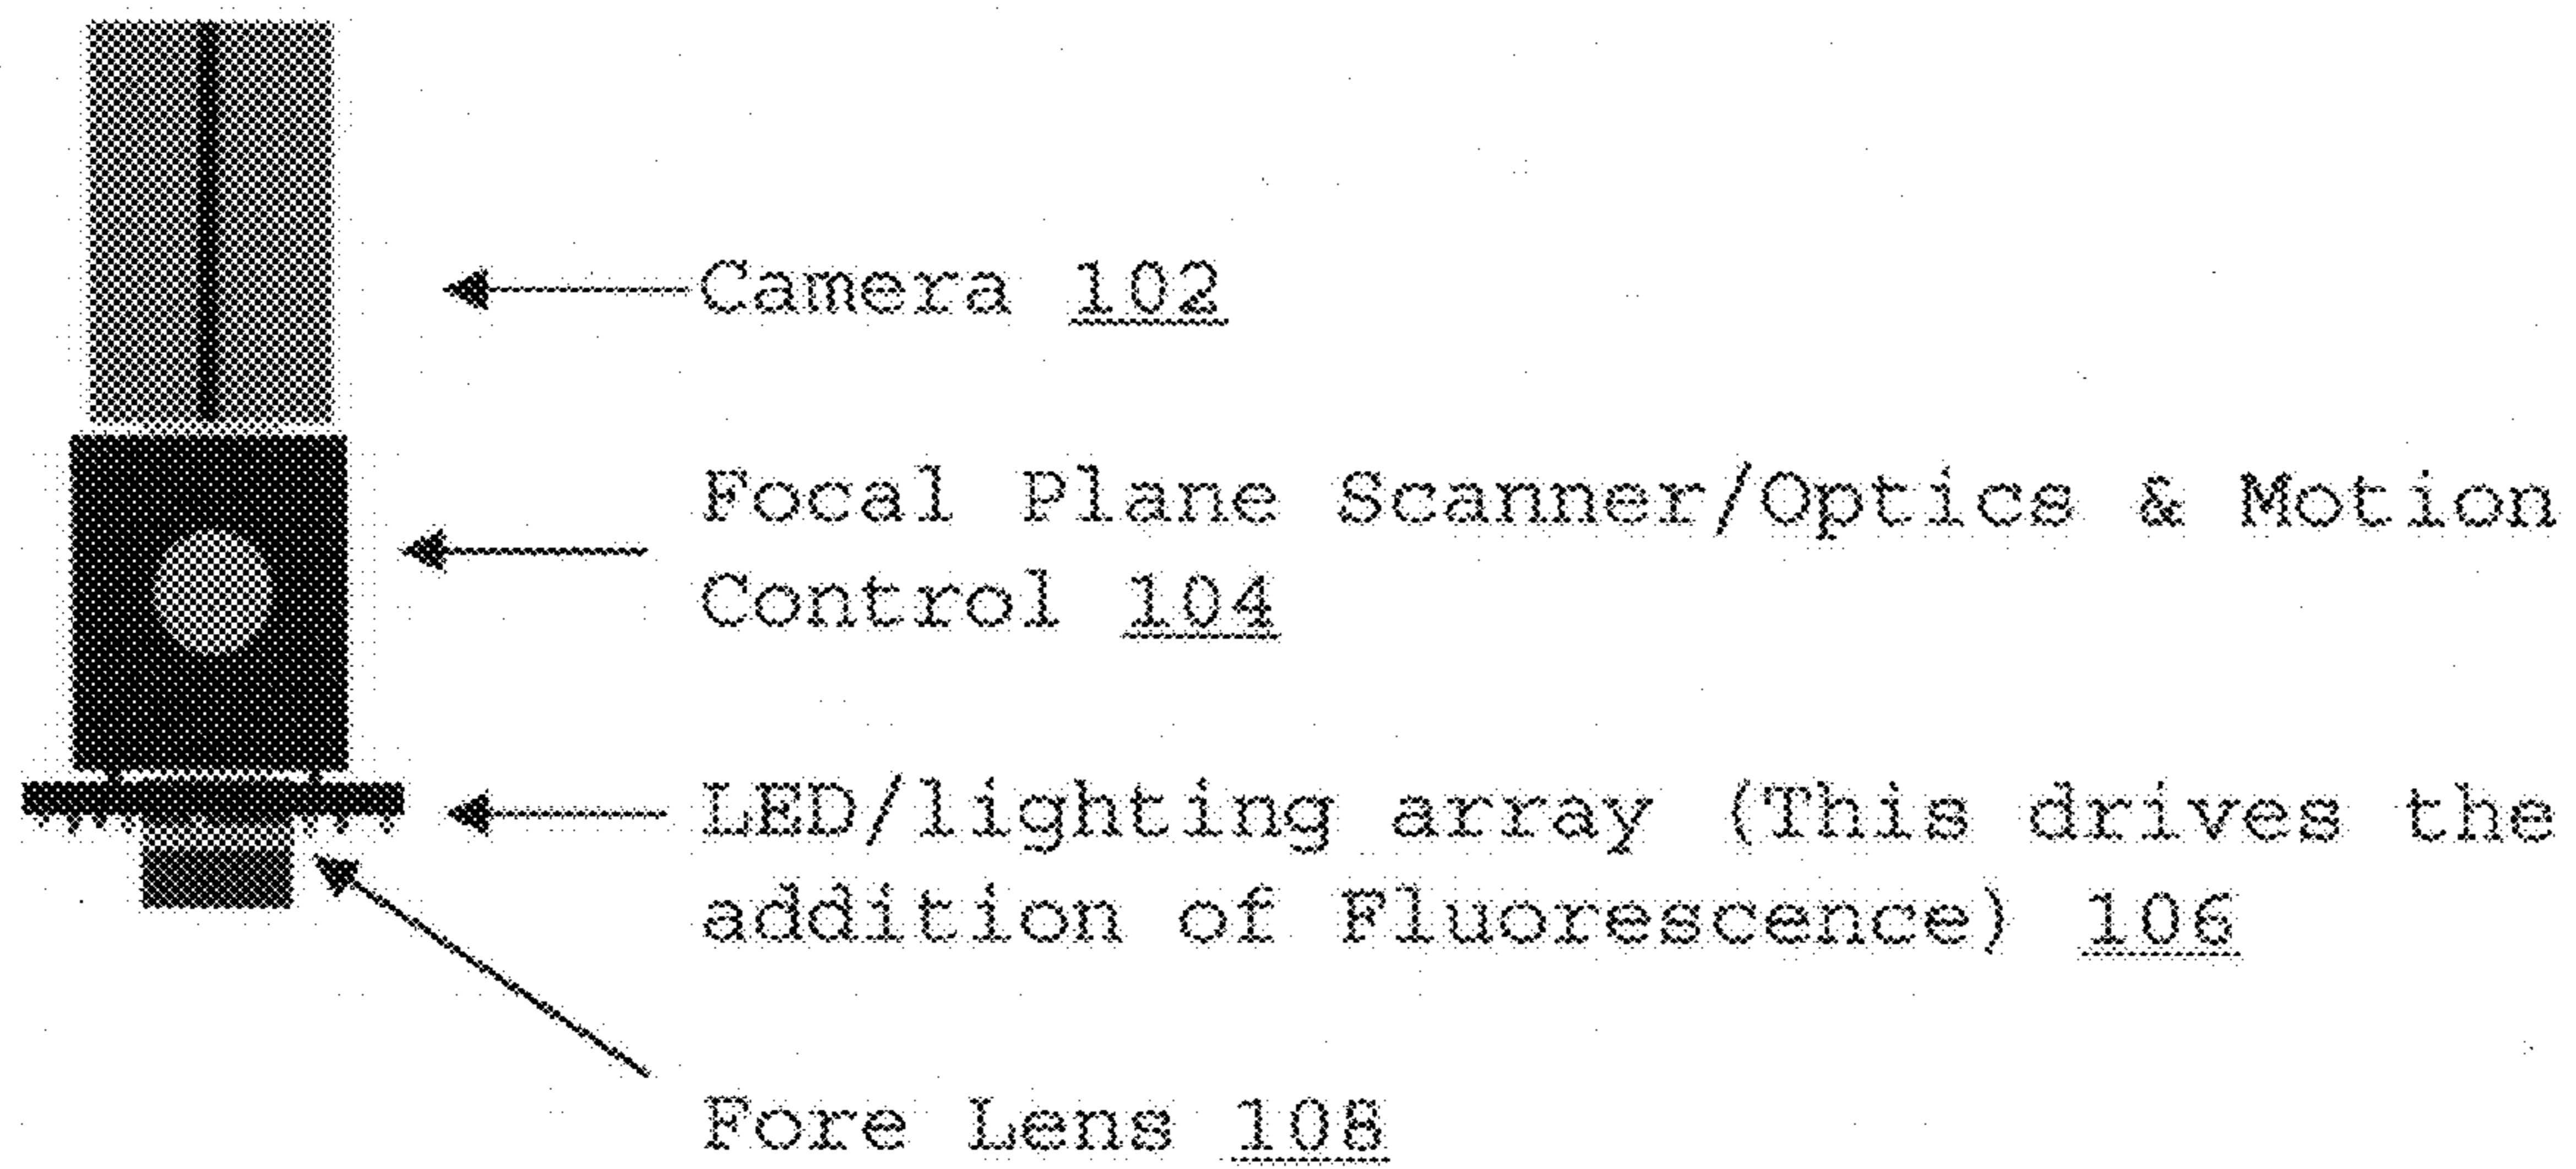 Camera 102
Focal Plane Scanner/Optics & Motion
Control 104
LED/lighting array (This drives the
addition of Fluorescence) 106
Fore Lens 108